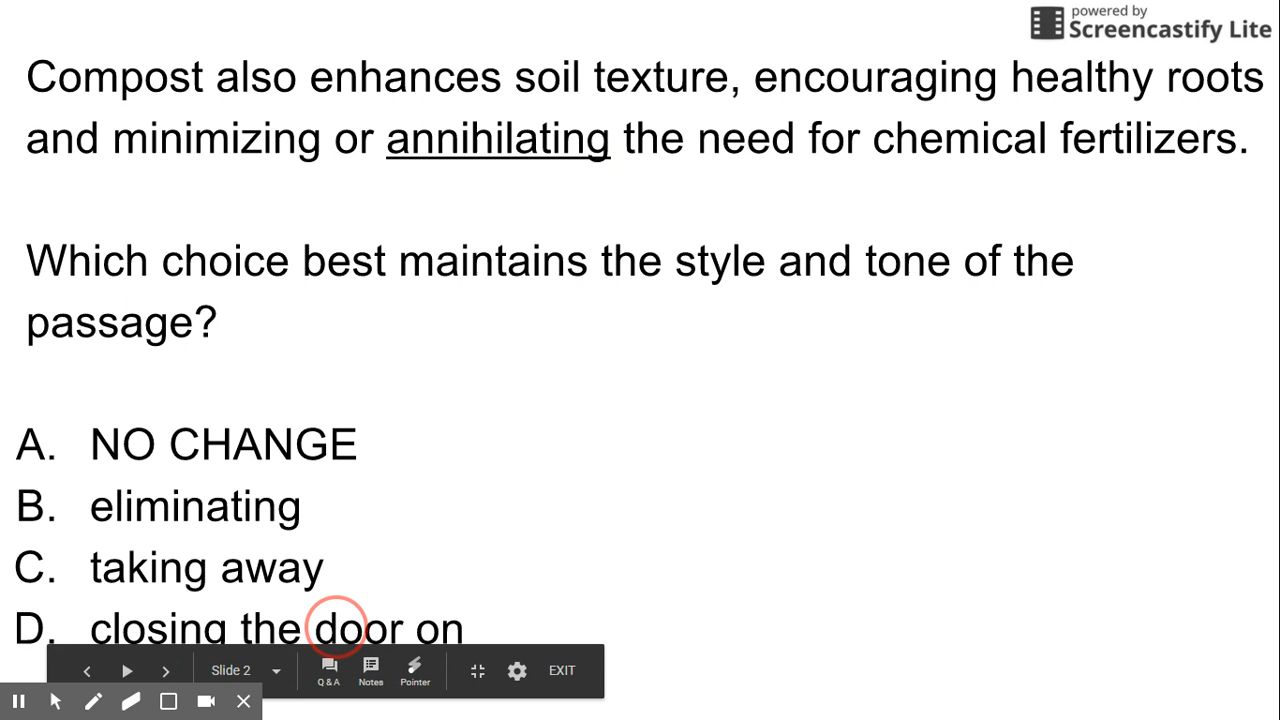 powered by
Screencastify Lite
Compost also enhances soil texture, encouraging healthy roots
and minimizing or annihilating the need for chemical fertilizers.
Which choice best maintains the style and tone of the
passage?
A. NO CHANGE
B. eliminating
C. taking away
D. closing the door on
Slide 2
Q & A
Notes
Pointer
EXIT